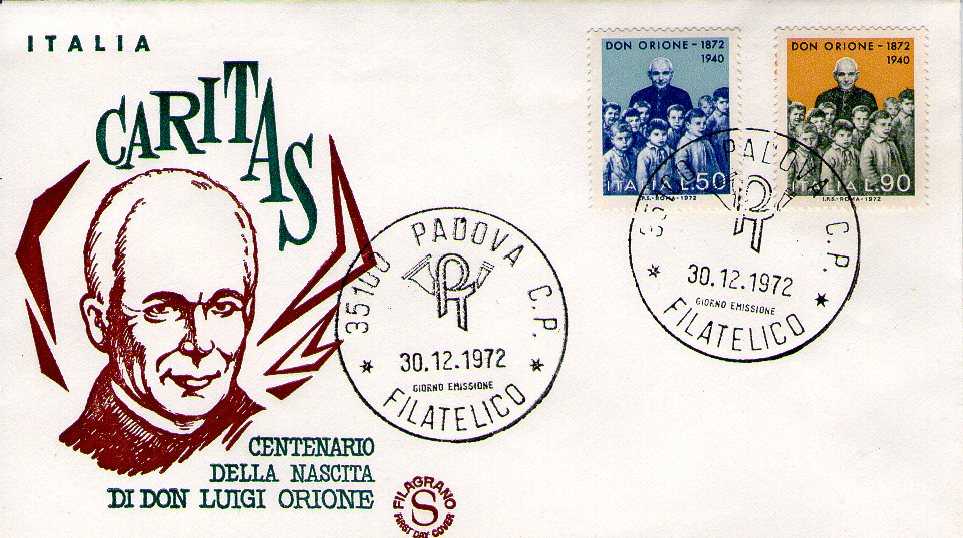 ITALIA
CARITAS
CENTENARIO
DELLA NASCITA
DI DON LUIGI ORIONE
FILAGRANO
S
FIRST DAY COVER
35100 PADOVA C.P.
30.12.1972
GIORNO EMISSIONE
FILATELICO
DON ORIONE - 1872
1940
ITALIA L.50
I.P.S.-ROMA-1972
DON ORIONE - 1872
1940
ITALIA L.90
I.P.S.-ROMA-1972
PADOVA C.P.
30.12.1972
GIORNO EMISSIONE
FILATELICO